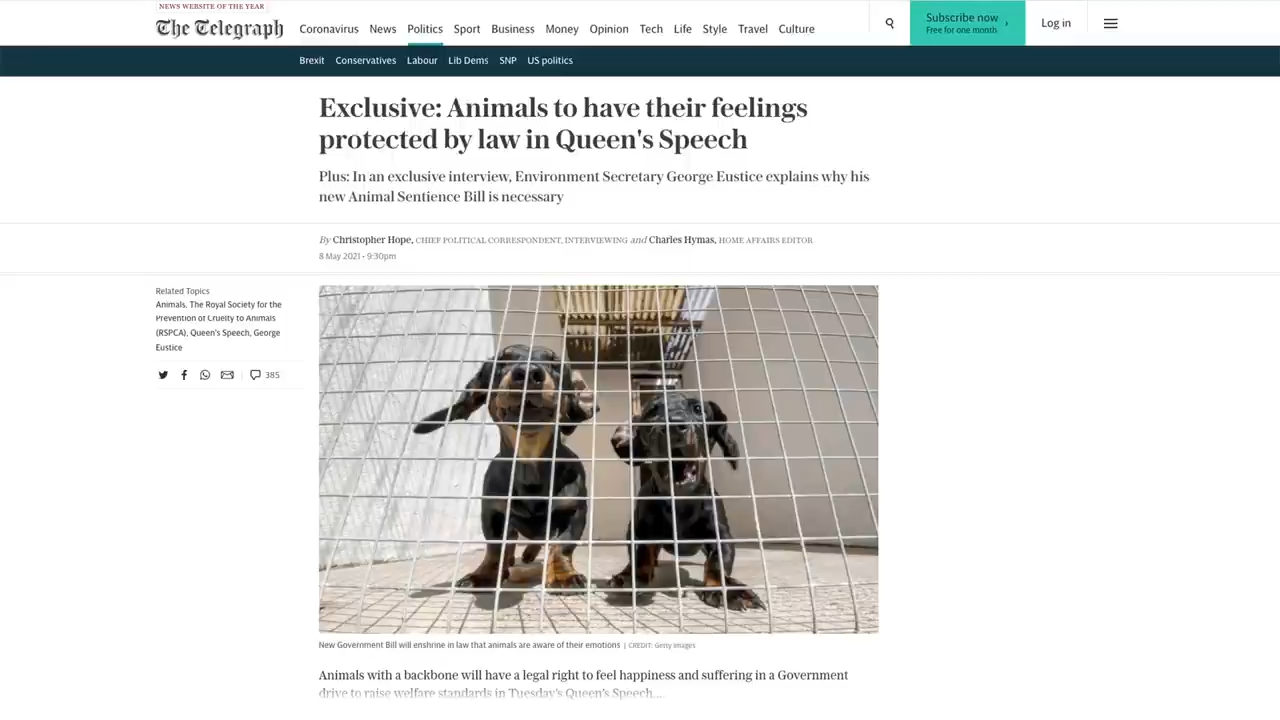 NEWS WEBSITE OF THE YEAR
The Telegraph
Coronavirus News Politics Sport Business Money Opinion Tech Life Style Travel Culture
Subscribe now ›
Free for one month
Log in
Brexit Conservatives Labour Lib Dems SNP US politics
Exclusive: Animals to have their feelings
protected by law in Queen's Speech
Plus: In an exclusive interview, Environment Secretary George Eustice explains why his
new Animal Sentience Bill is necessary
By Christopher Hope, CHIEF POLITICAL CORRESPONDENT, INTERVIEWING and Charles Hymas, HOME AFFAIRS EDITOR
8 May 2021 • 9:30pm
Related Topics
Animals, The Royal Society for the
Prevention of Cruelty to Animals
(RSPCA), Queen's Speech, George
Eustice
385
New Government Bill will enshrine in law that animals are aware of their emotions | CREDIT: Getty Images
Animals with a backbone will have a legal right to feel happiness and suffering in a Government
drive to raise welfare standards in Tuesday's Queen's Speech....